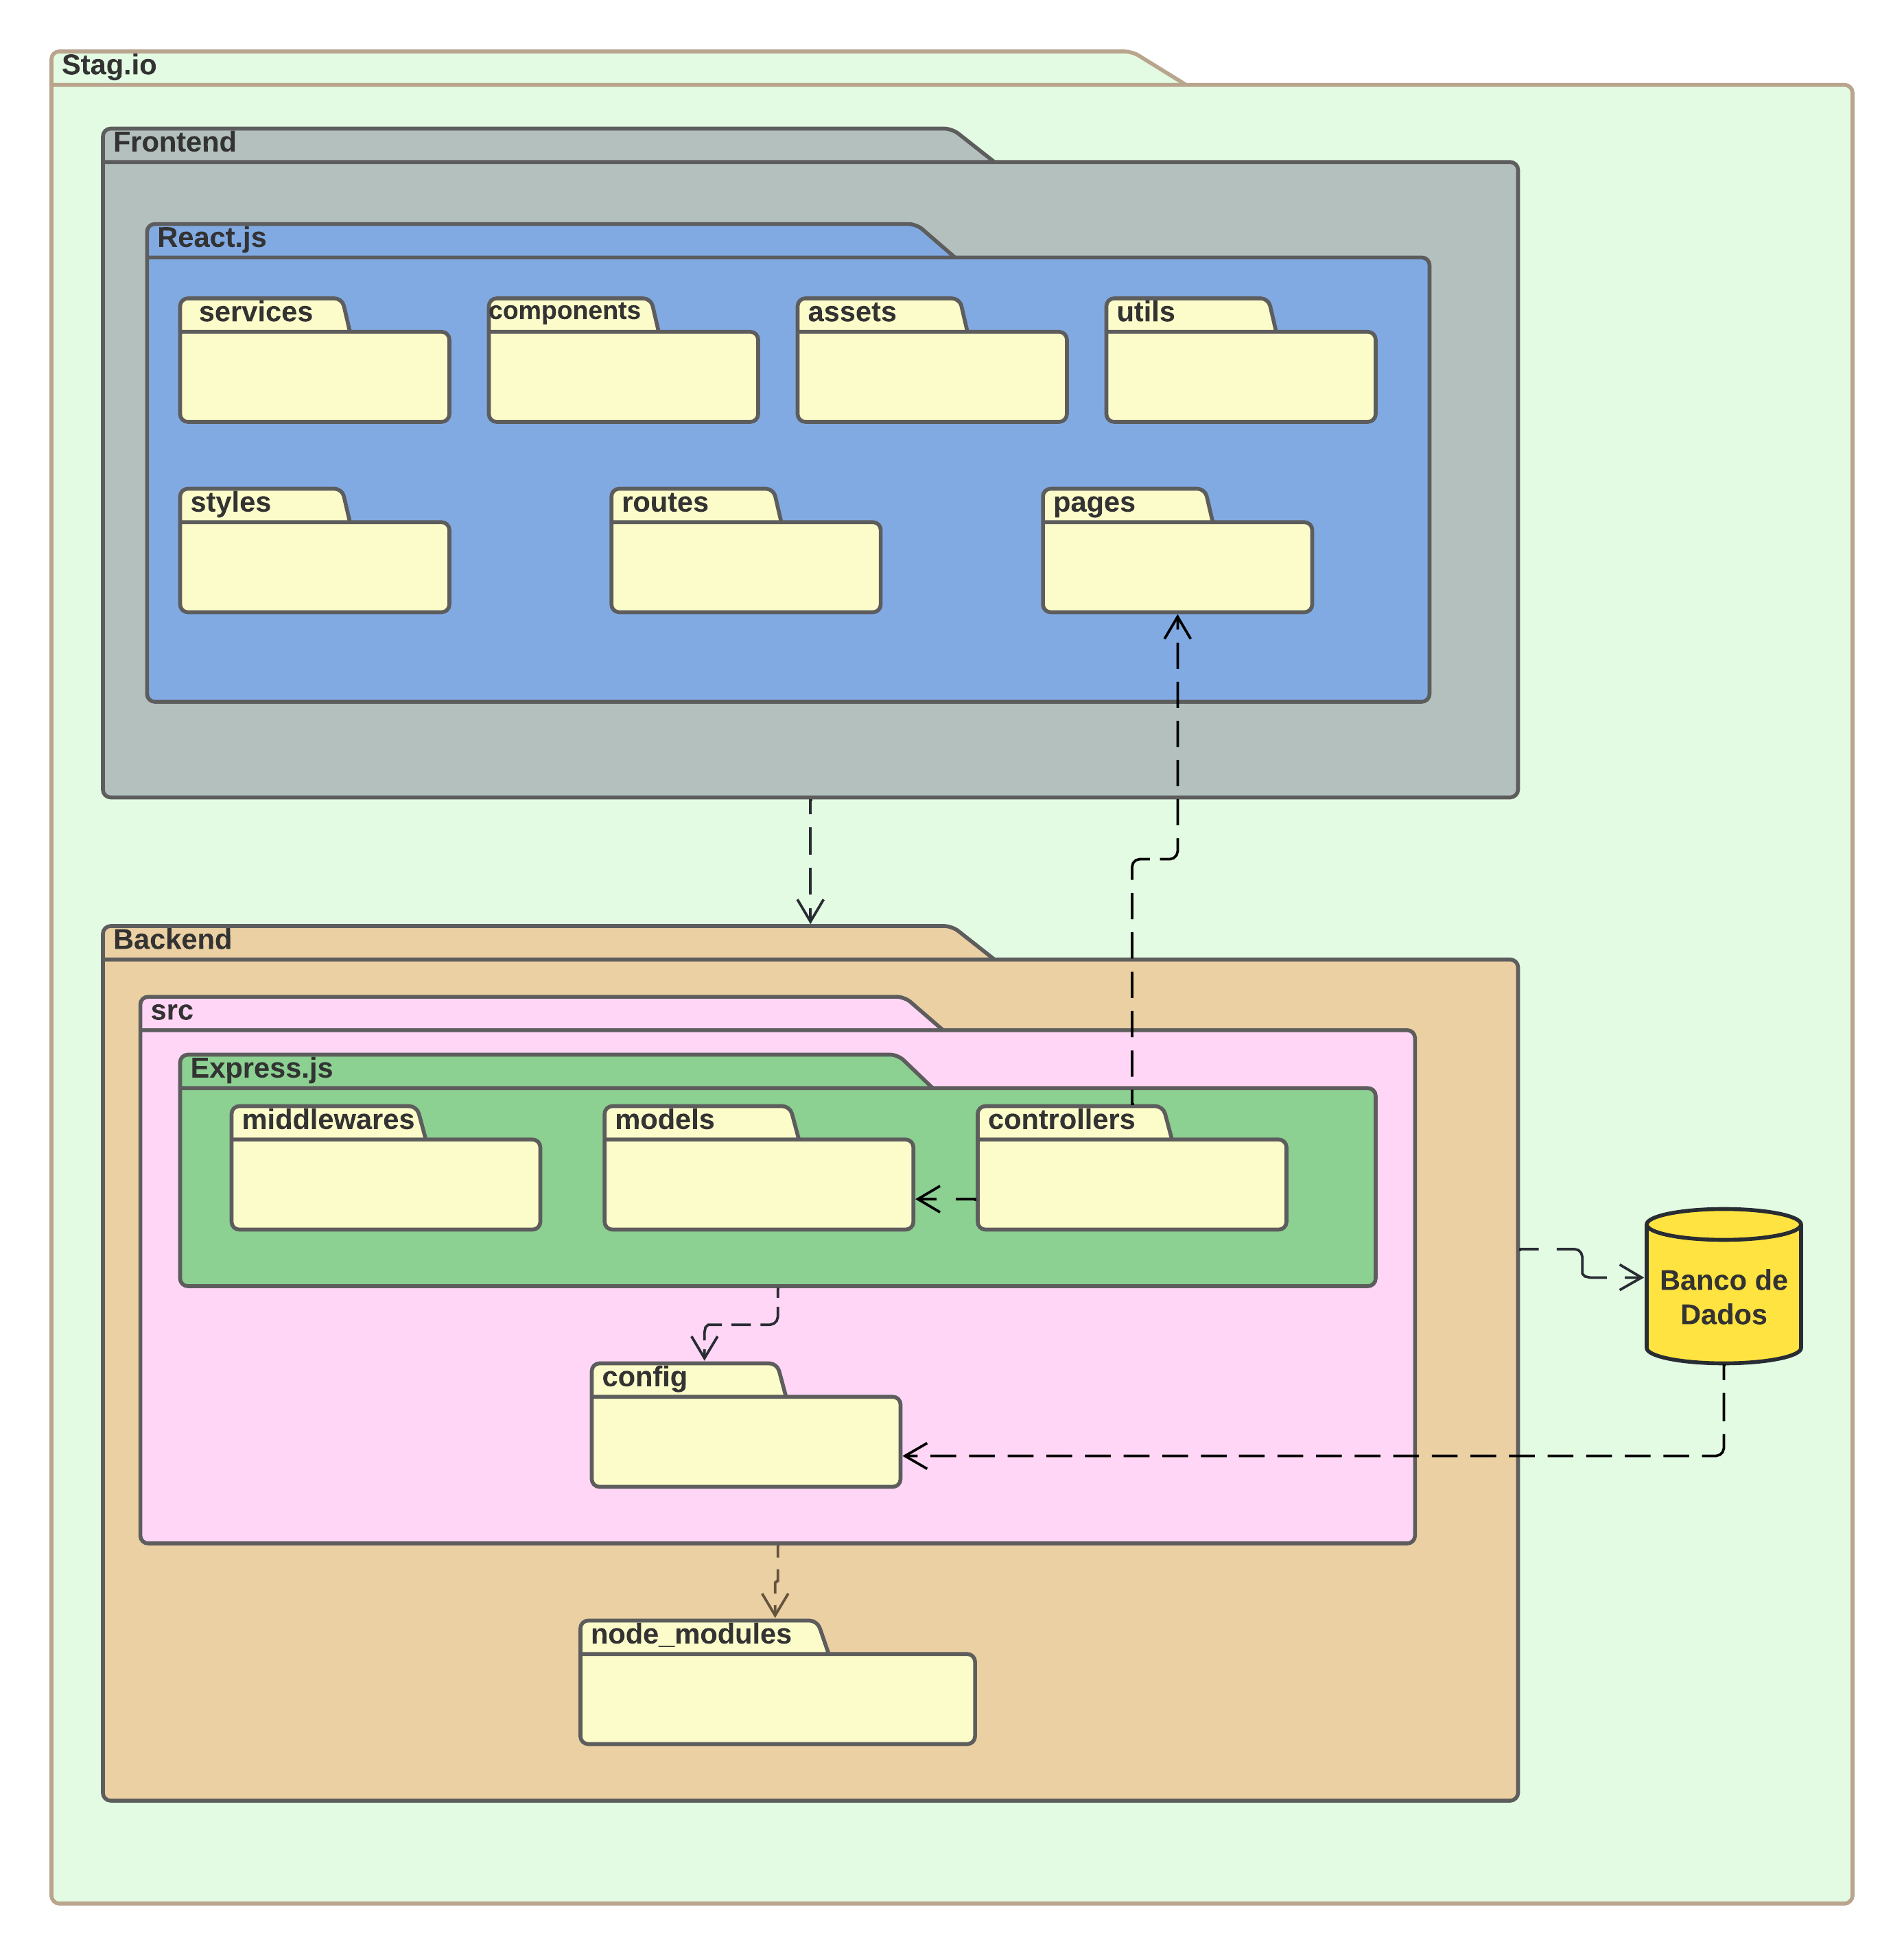 Stag.io
Frontend
React.js
services
components
assets
utils
styles
routes
pages
Backend
src
Express.js
middlewares
models
controllers
Banco de
Dados
config
node_modules